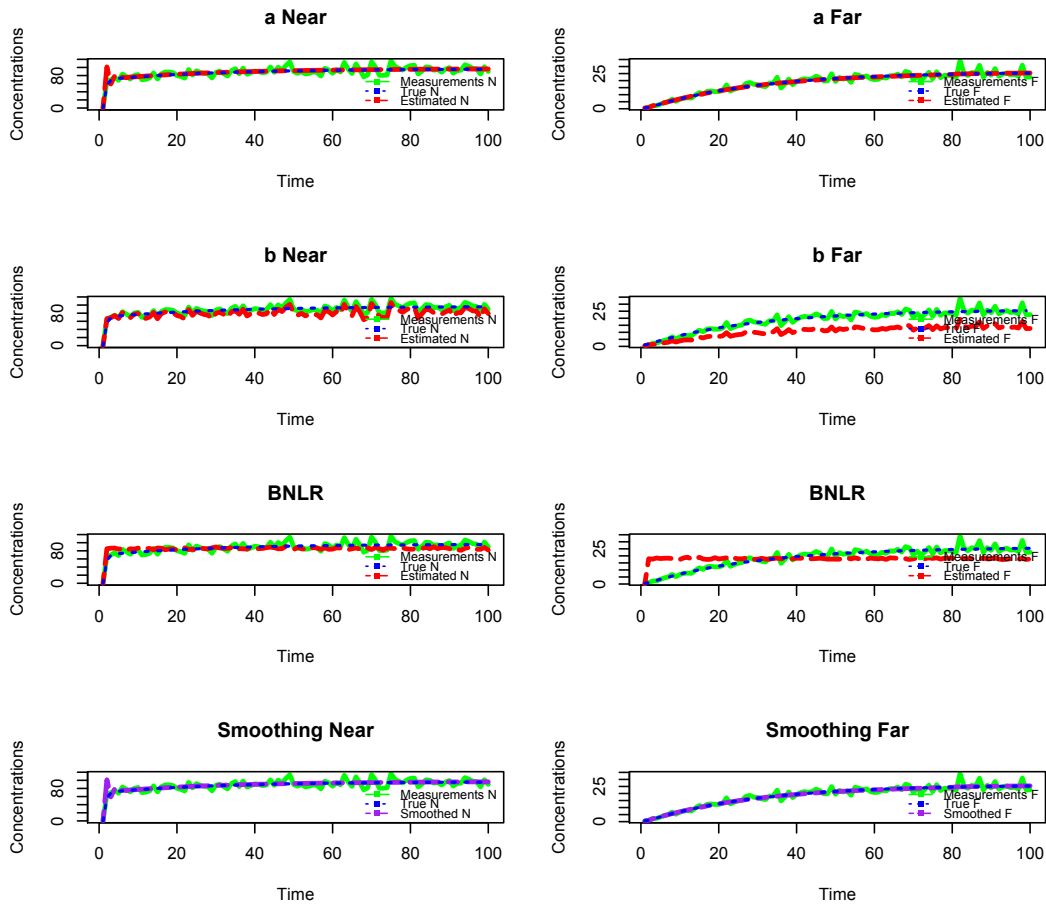 a Near
Concentrations
80
0
Measurements N
True N
Estimated N
0 20 40 60 80 100
Time
a Far
Concentrations
25
0
Measurements F
True F
Estimated F
0 20 40 60 80 100
Time
b Near
Concentrations
80
0
Measurements N
True N
Estimated N
0 20 40 60 80 100
Time
b Far
Concentrations
25
0
Measurements F
True F
Estimated F
0 20 40 60 80 100
Time
BNLR
Concentrations
80
0
Measurements N
True N
Estimated N
0 20 40 60 80 100
Time
BNLR
Concentrations
25
0
Measurements F
True F
Estimated F
0 20 40 60 80 100
Time
Smoothing Near
Concentrations
80
0
Measurements N
True N
Smoothed N
0 20 40 60 80 100
Time
Smoothing Far
Concentrations
25
0
Measurements F
True F
Smoothed F
0 20 40 60 80 100
Time